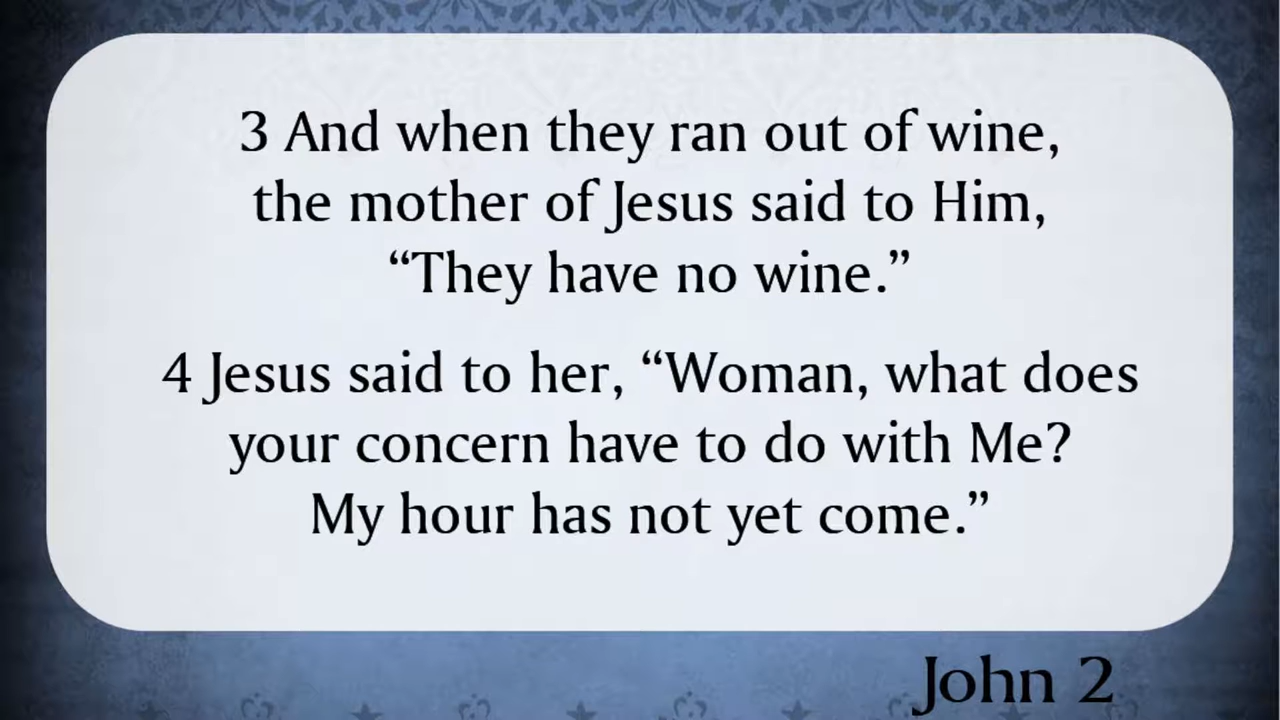 3 And when they ran out of wine,
the mother of Jesus said to Him,
“They have no wine.”
4 Jesus said to her, “Woman, what does
your concern have to do with Me?
My hour has not yet come.”
John 2